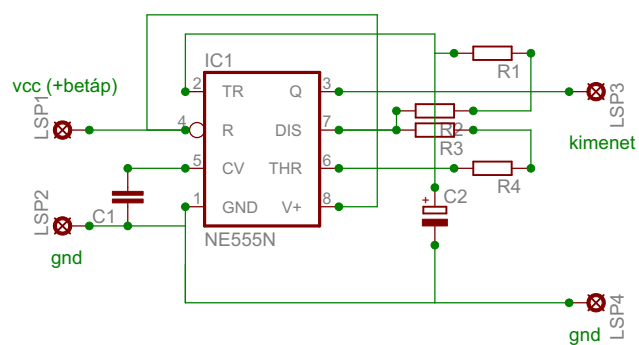 IC1
vcc (+betáp)
LSP1
2 TR Q 3
R1
LSP3
4 R DIS 7
R2
R3
kimenet
5 CV THR 6
R4
LSP2
C1
1 GND V+ 8
+
C2
NE555N
gnd
LSP4
gnd